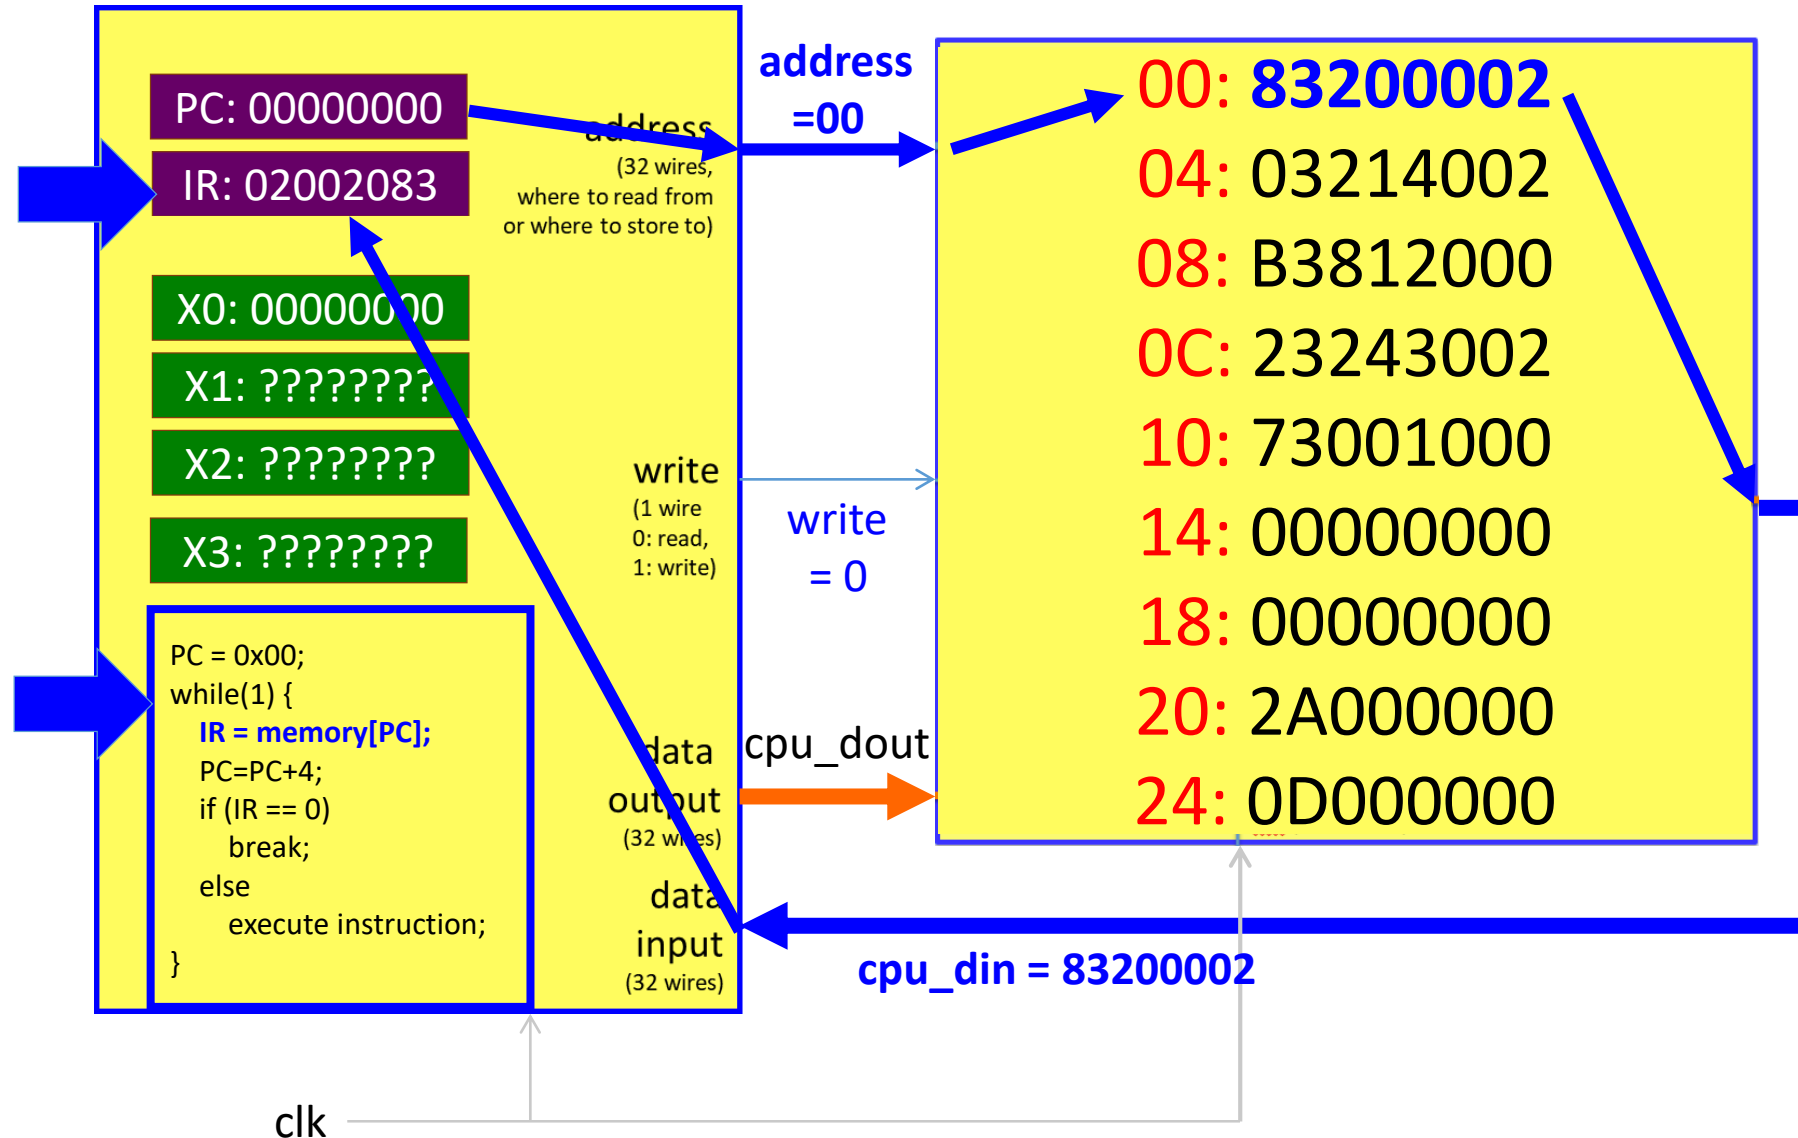 PC: 00000000
IR: 02002083
X0: 00000000
X1: ????????
X2: ????????
X3: ????????
PC = 0x00;
while(1) {
IR = memory[PC];
PC=PC+4;
if (IR == 0)
break;
else
execute instruction;
}
address
(32 wires,
where to read from
or where to store to)
write
(1 wire
0: read,
1: write)
data
output
(32 wires)
data
input
(32 wires)
address
=00
write
= 0
cpu_dout
cpu_din = 83200002
00: 83200002
04: 03214002
08: B3812000
0C: 23243002
10: 73001000
14: 00000000
18: 00000000
20: 2A000000
24: 0D000000
clk